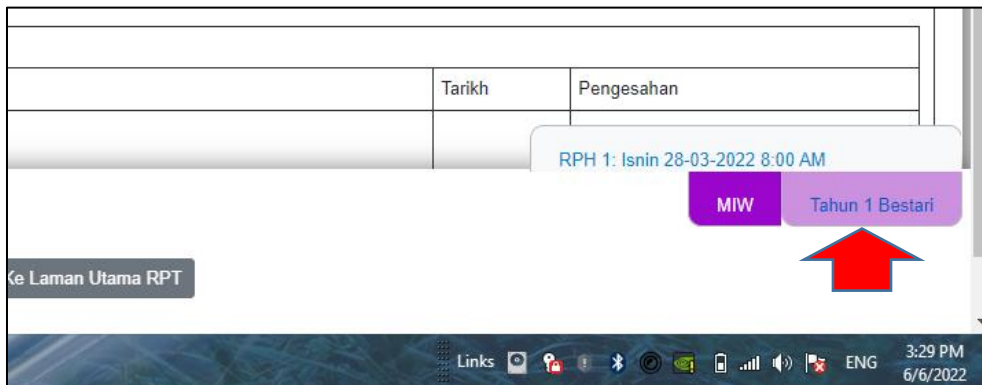 Tarikh Pengesahan
RPH 1: Isnin 28-03-2022 8:00 AM
MIW Tahun 1 Bestari
Ke Laman Utama RPT
Links ENG 3:29 PM
6/6/2022